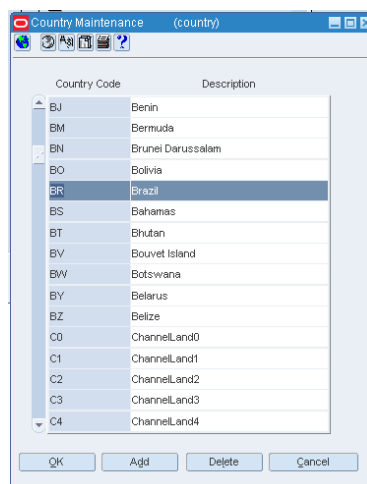 Country Maintenance (country)
Country Code Description
BJ Benin
BM Bermuda
BN Brunei Darussalam
BO Bolivia
BR Brazil
BS Bahamas
BT Bhutan
BV Bouvet Island
BW Botswana
BY Belarus
BZ Belize
C0 ChannelLand0
C1 ChannelLand1
C2 ChannelLand2
C3 ChannelLand3
C4 ChannelLand4
OK Add Delete Cancel